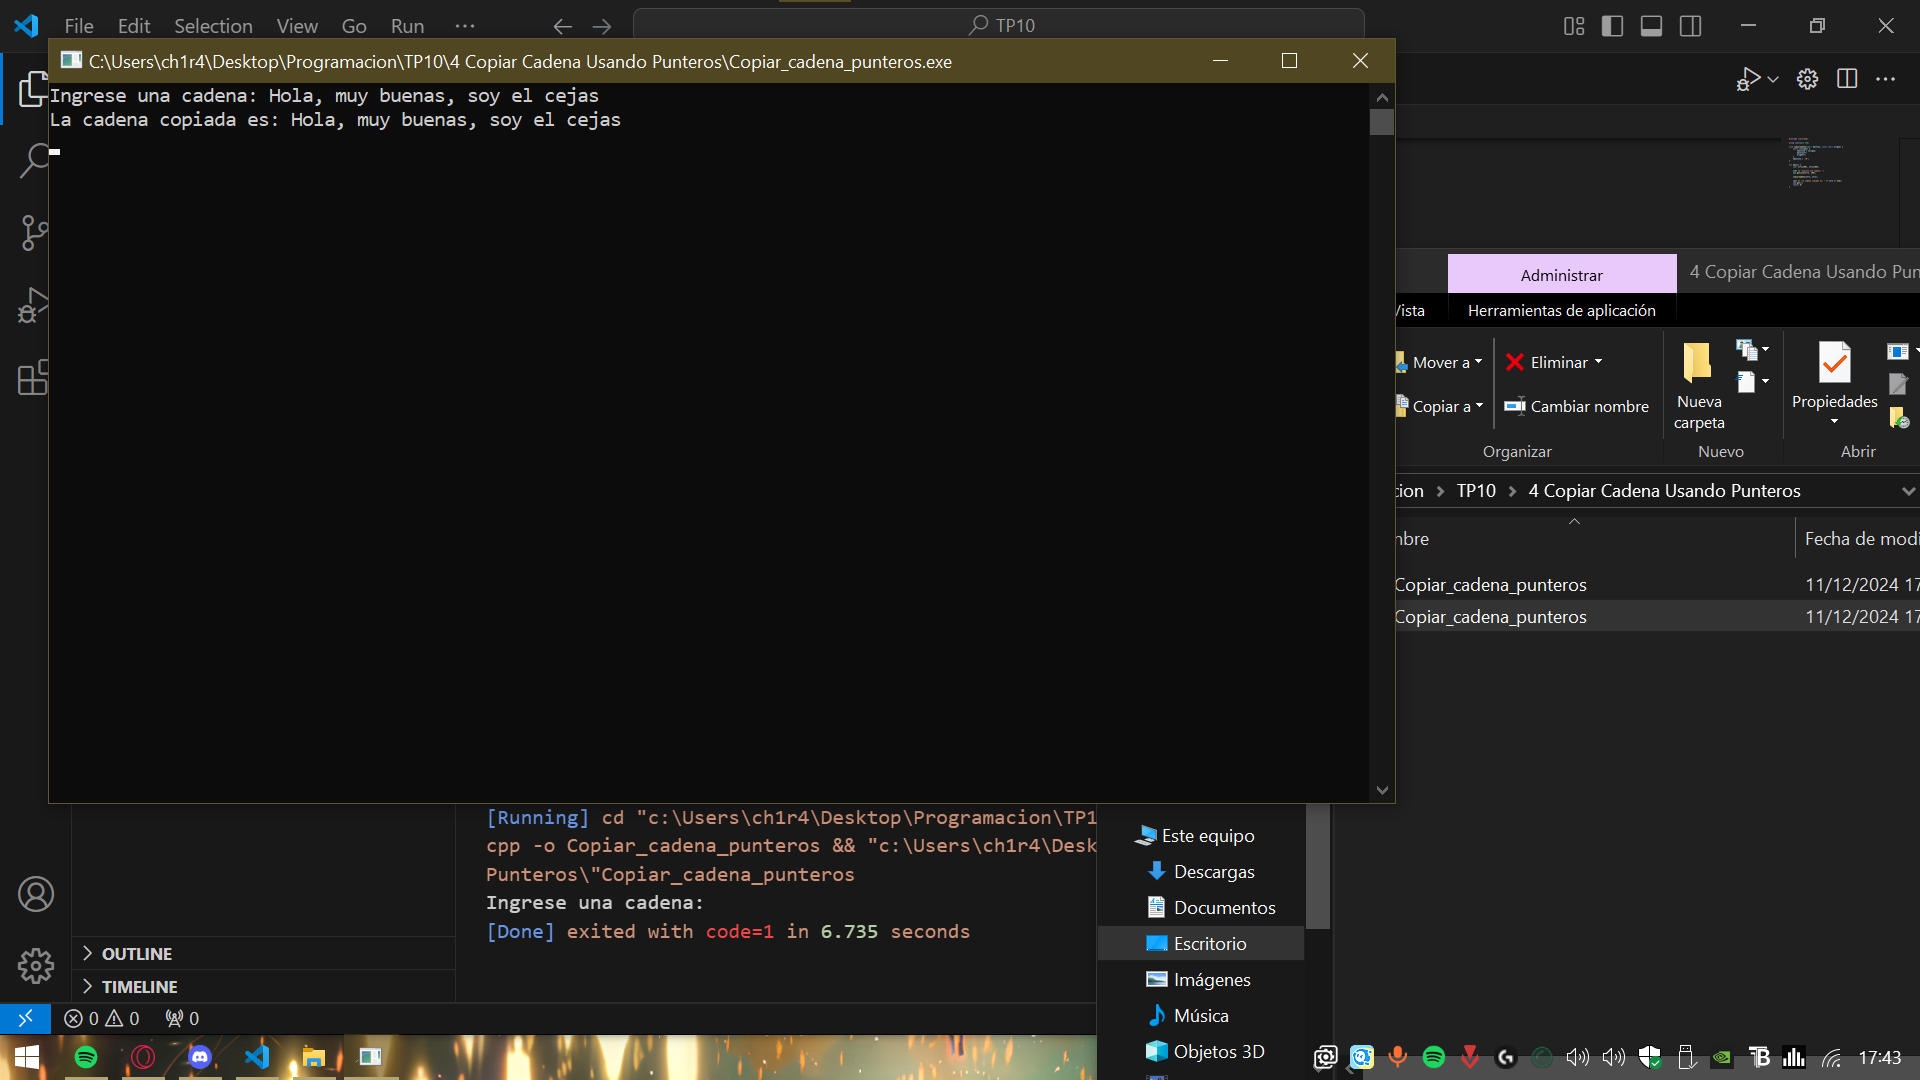 File Edit Selection View Go Run ···
TP10
C:\Users\ch1r4\Desktop\Programacion\TP10\4 Copiar Cadena Usando Punteros\Copiar_cadena_punteros.exe
Ingrese una cadena: Hola, muy buenas, soy el cejas
La cadena copiada es: Hola, muy buenas, soy el cejas
Administrar
4 Copiar Cadena Usando Pun
Vista
Herramientas de aplicación
Mover a
Eliminar
Copiar a
Cambiar nombre
Nueva
carpeta
Propiedades
Organizar
Nuevo
Abrir
cion > TP10 > 4 Copiar Cadena Usando Punteros
nbre
Fecha de modi
Copiar_cadena_punteros
11/12/2024 17
Copiar_cadena_punteros
11/12/2024 17
[Running] cd "c:\Users\ch1r4\Desktop\Programacion\TP1
cpp -o Copiar_cadena_punteros && "c:\Users\ch1r4\Desk
Punteros\"Copiar_cadena_punteros
Ingrese una cadena:
[Done] exited with code=1 in 6.735 seconds
OUTLINE
TIMELINE
0
0
0
Este equipo
Descargas
Documentos
Escritorio
Imágenes
Música
Objetos 3D
17:43